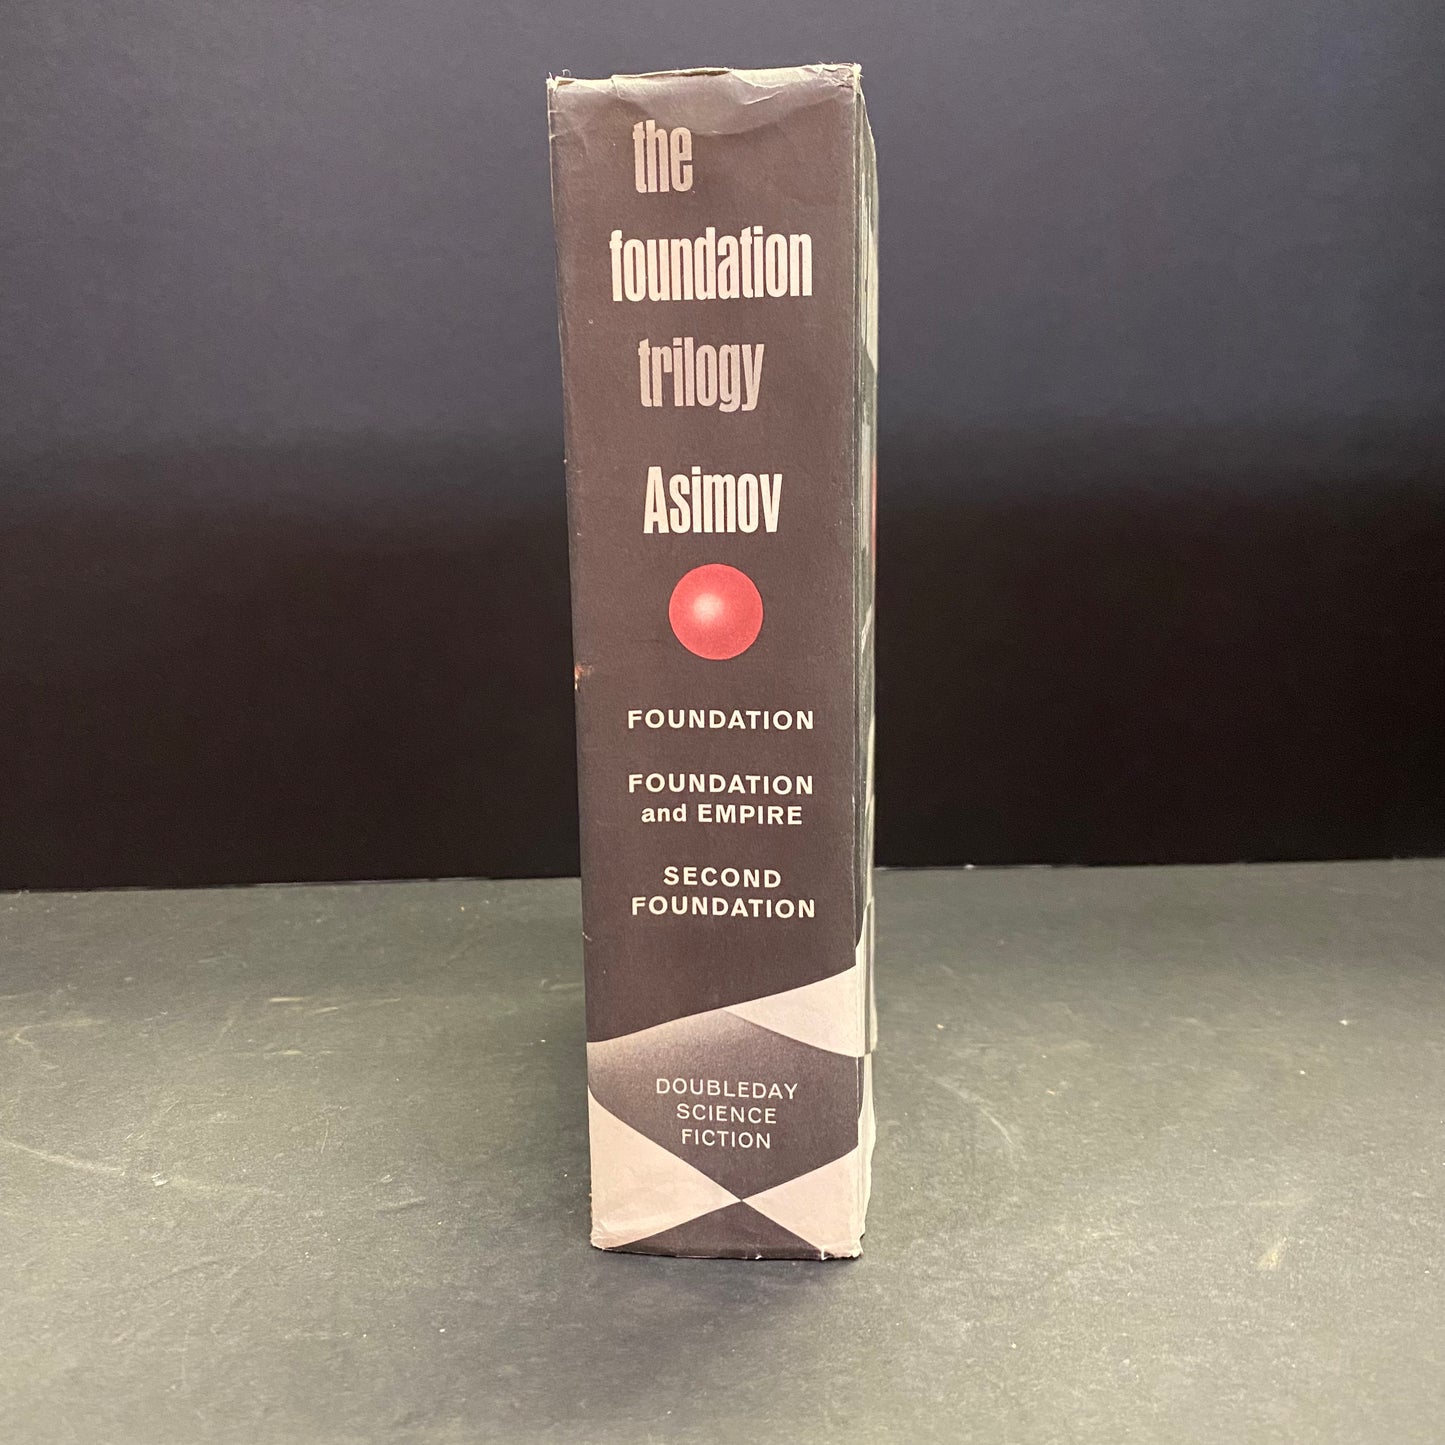 the
foundation
trilogy
Asimov
FOUNDATION
FOUNDATION
and EMPIRE
SECOND
FOUNDATION
DOUBLEDAY
SCIENCE
FICTION